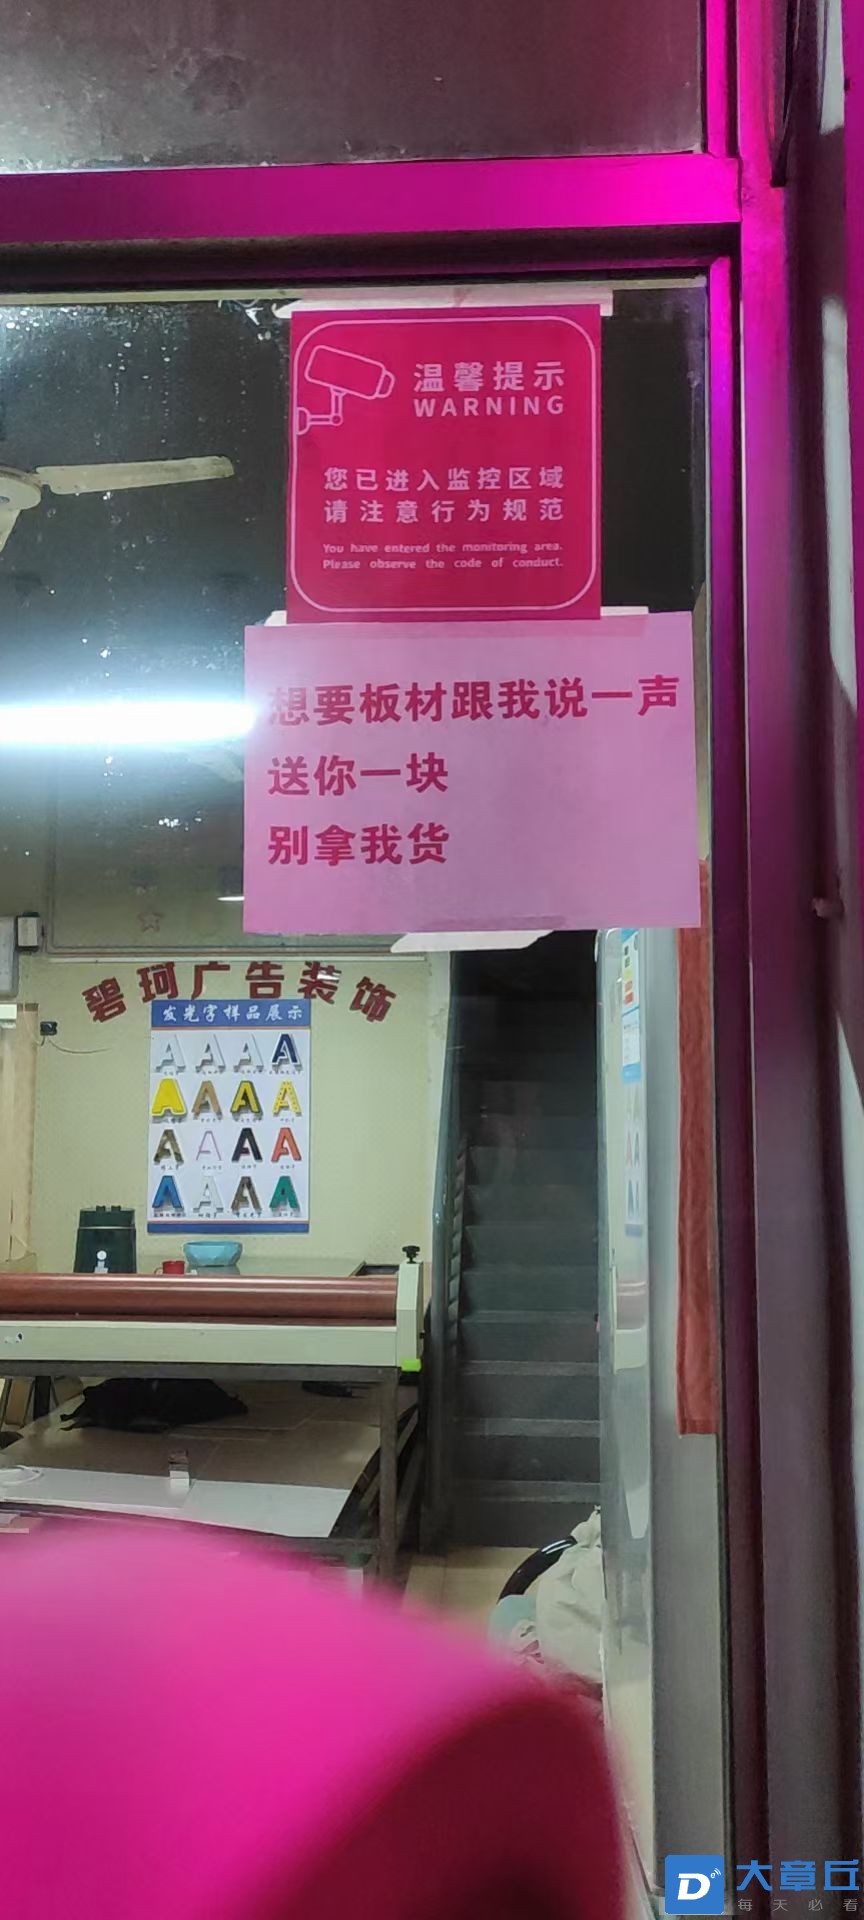 温馨提示
WARNING
您已进入监控区域
请注意行为规范
You have entered the monitoring area.
Please observe the code of conduct.
想要板材跟我说一声
送你一块
别拿我货
碧珂广告装饰
发光字样品展示
A A A A
A A A A
A A A A
A A A A
大章丘
每天必看